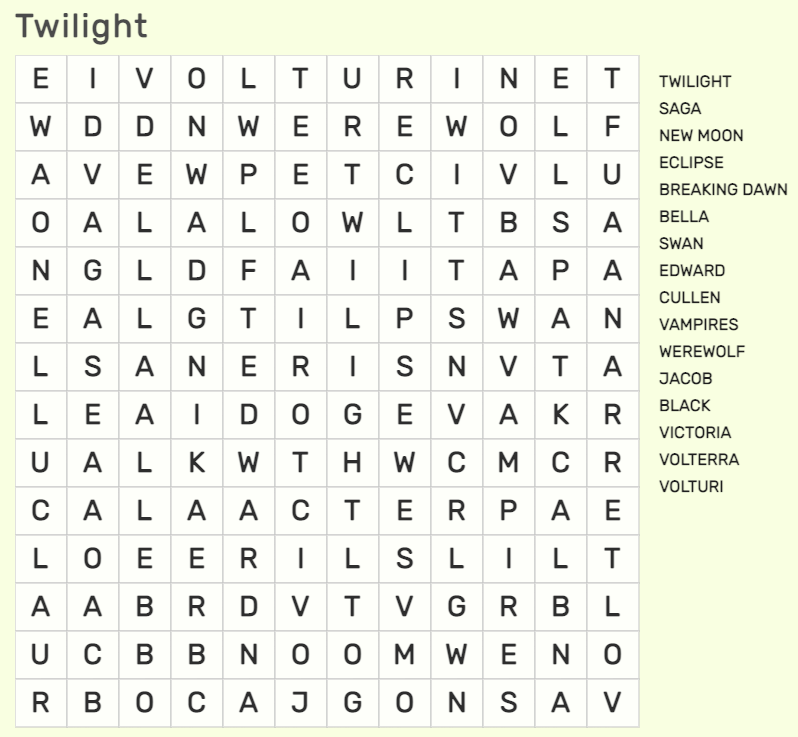 Twilight
E I V O L T U R I N E T
W D D N W E R E W O L F
A V E W P E T C I V L U
O A L A L O W L T B S A
N G L D F A I I T A P A
E A L G T I L P S W A N
L S A N E R I S N V T A
L E A I D O G E V A K R
U A L K W T H W C M C R
C A L A A C T E R P A E
L O E E R I L S L I L T
A A B R D V T V G R B L
U C B B N O O M W E N O
R B O C A J G O N S A V
TWILIGHT
SAGA
NEW MOON
ECLIPSE
BREAKING DAWN
BELLA
SWAN
EDWARD
CULLEN
VAMPIRES
WEREWOLF
JACOB
BLACK
VICTORIA
VOLTERRA
VOLTURI